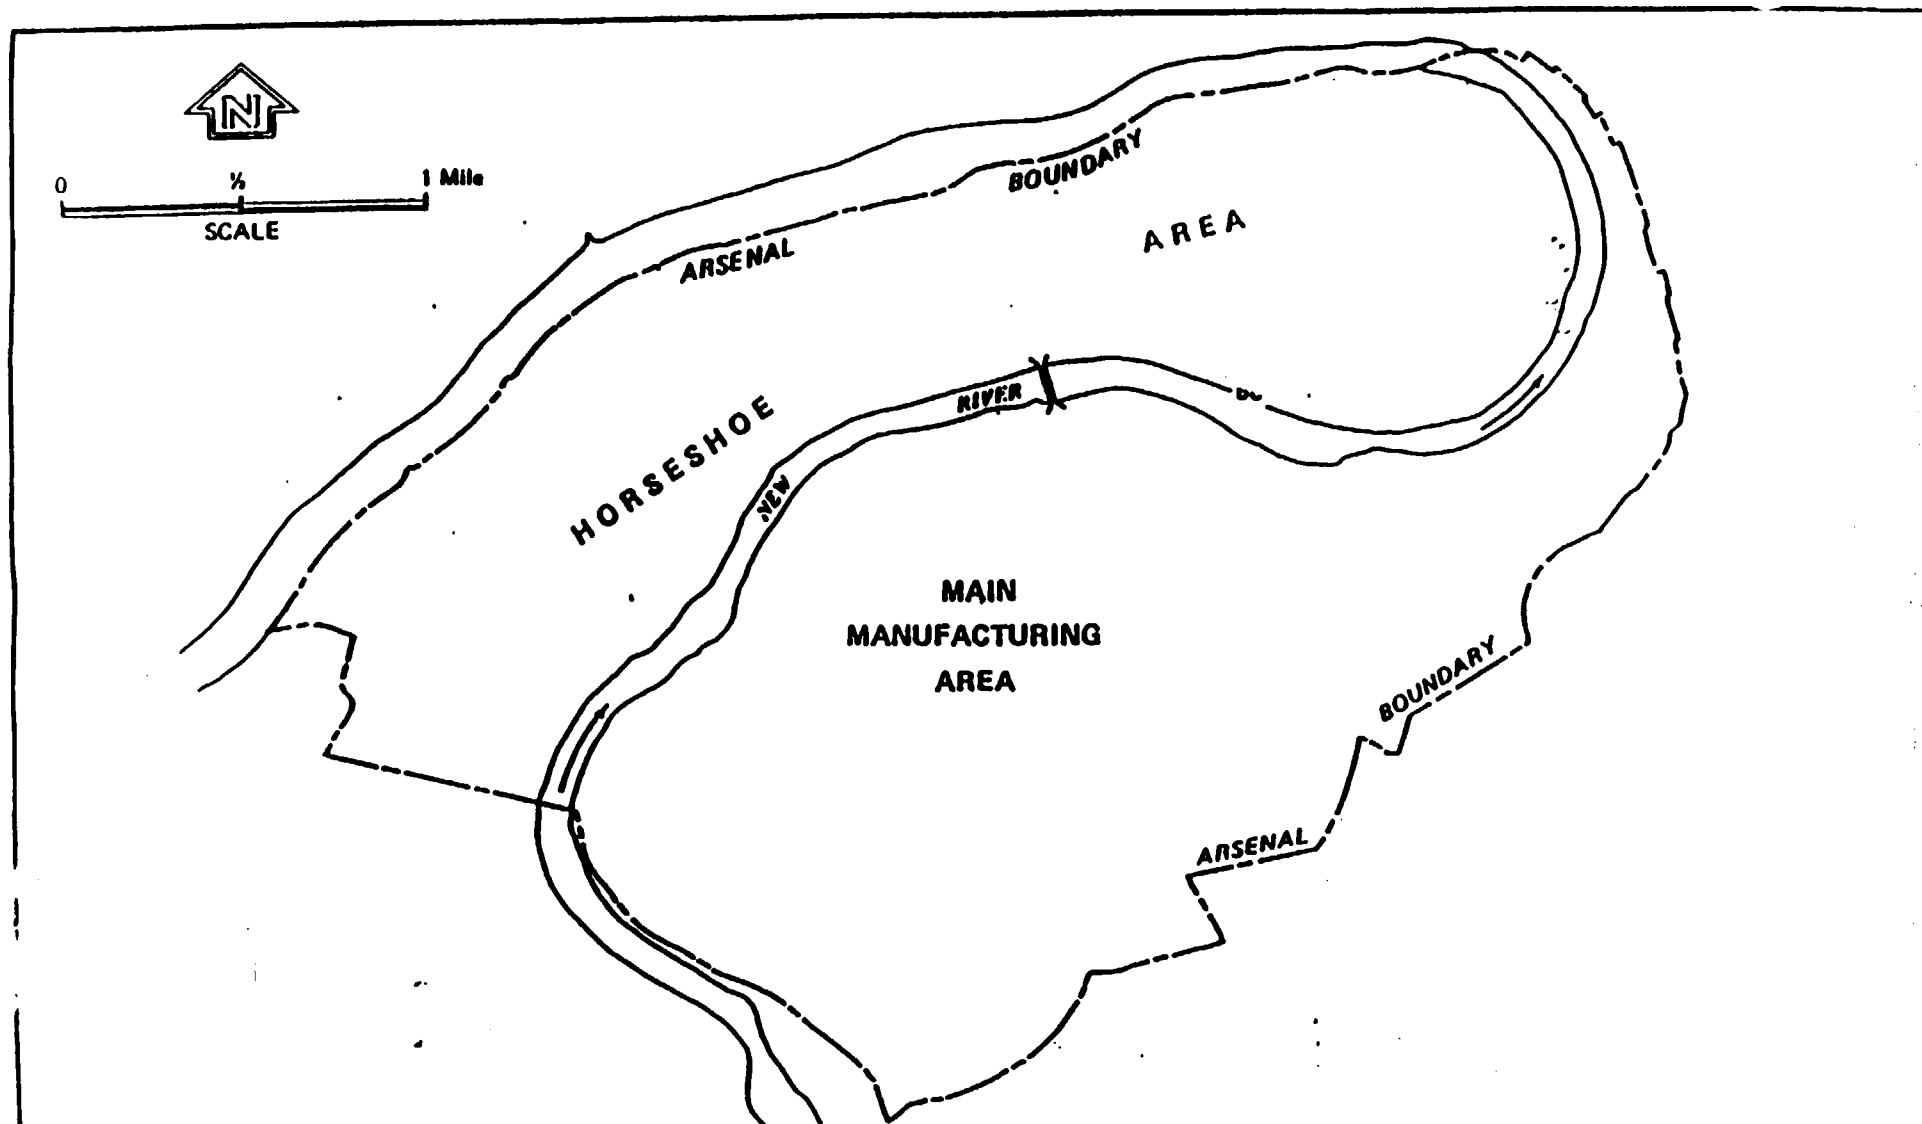 N
0 ½ 1 Mile
SCALE
BOUNDARY
ARSENAL
AREA
RIVER
HORSESHOE
NEW
MAIN
MANUFACTURING
AREA
BOUNDARY
ARSENAL